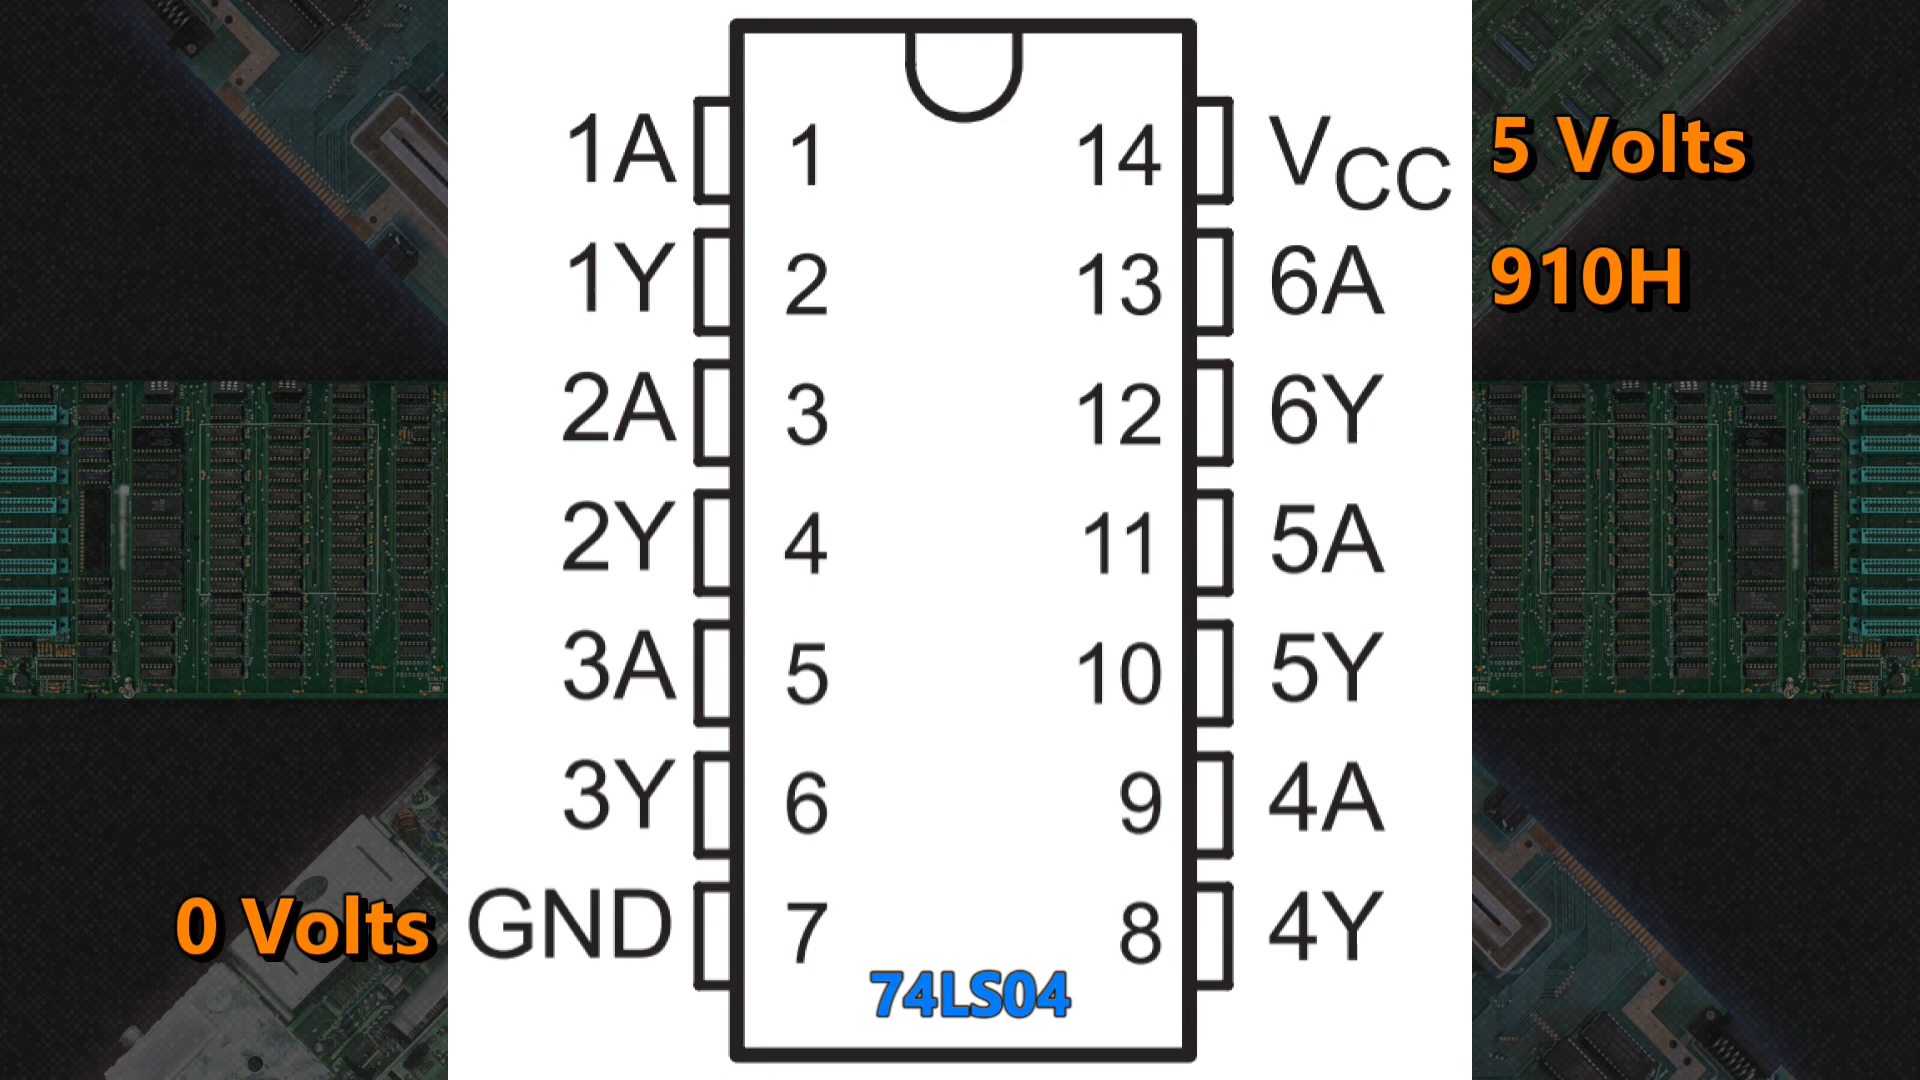 1A 1 14 VCC 5 Volts
1Y 2 13 6A 910H
2A 3 12 6Y
2Y 4 11 5A
3A 5 10 5Y
3Y 6 9 4A
0 Volts GND 7 8 4Y
74LS04